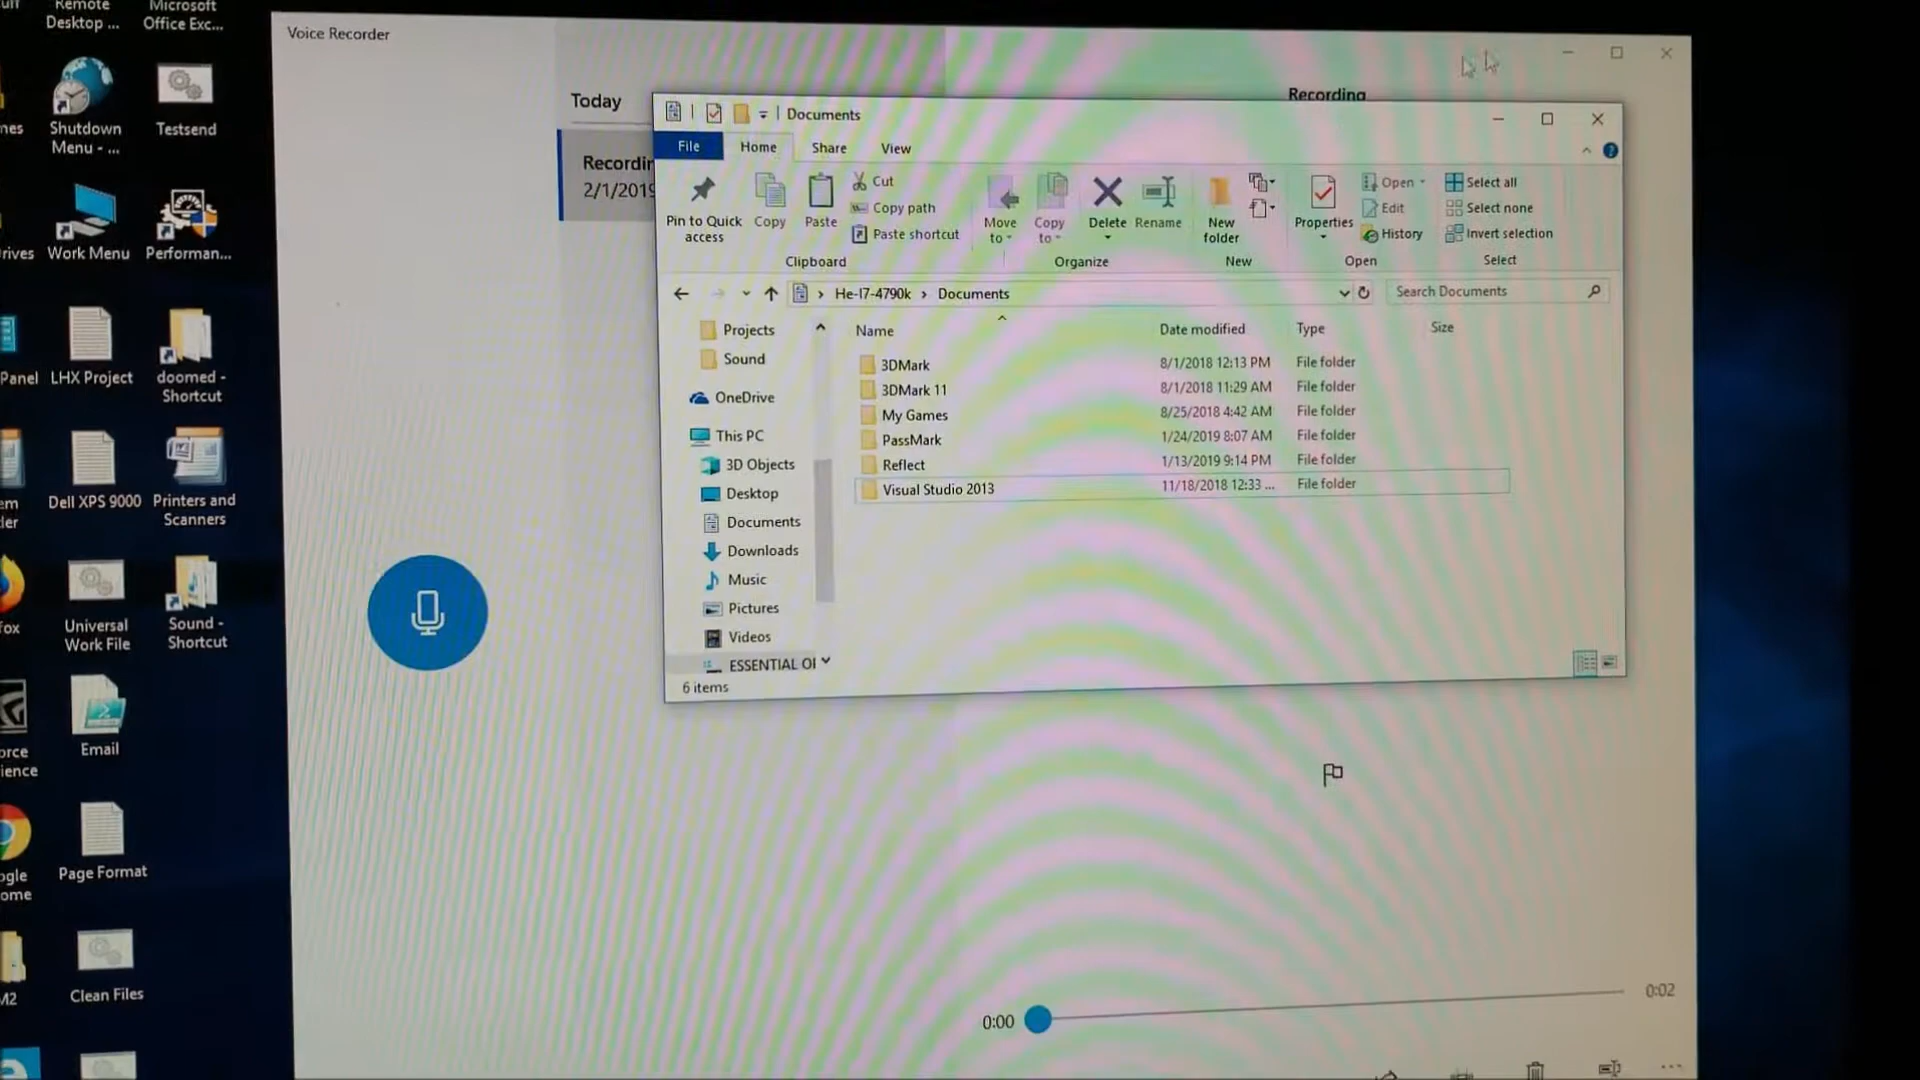 Remote
Desktop ...
Microsoft
Office Exc...
Shutdown
Menu - ...
Testsend
Work Menu
Performan...
Panel
LHX Project
doomed -
Shortcut
Dell XPS 9000
Printers and
Scanners
Universal
Work File
Sound -
Shortcut
Email
Page Format
Clean Files
M2
Voice Recorder
Today
Recording
2/1/2019
Recording
Documents
File
Home
Share
View
Pin to Quick
access
Copy
Paste
Cut
Copy path
Paste shortcut
Clipboard
Move
to
Copy
to
Delete
Rename
Organize
New
folder
New
Properties
Open
Edit
History
Open
Select all
Select none
Invert selection
Select
He-I7-4790k
Documents
Search Documents
Projects
Sound
OneDrive
This PC
3D Objects
Desktop
Documents
Downloads
Music
Pictures
Videos
ESSENTIAL
Name
Date modified
Type
Size
3DMark 8/1/2018 12:13 PM File folder
3DMark 11 8/1/2018 11:29 AM File folder
My Games 8/25/2018 4:42 AM File folder
PassMark 1/24/2019 8:07 AM File folder
Reflect 1/13/2019 9:14 PM File folder
Visual Studio 2013 11/18/2018 12:33 ... File folder
6 items
0:00
0:02